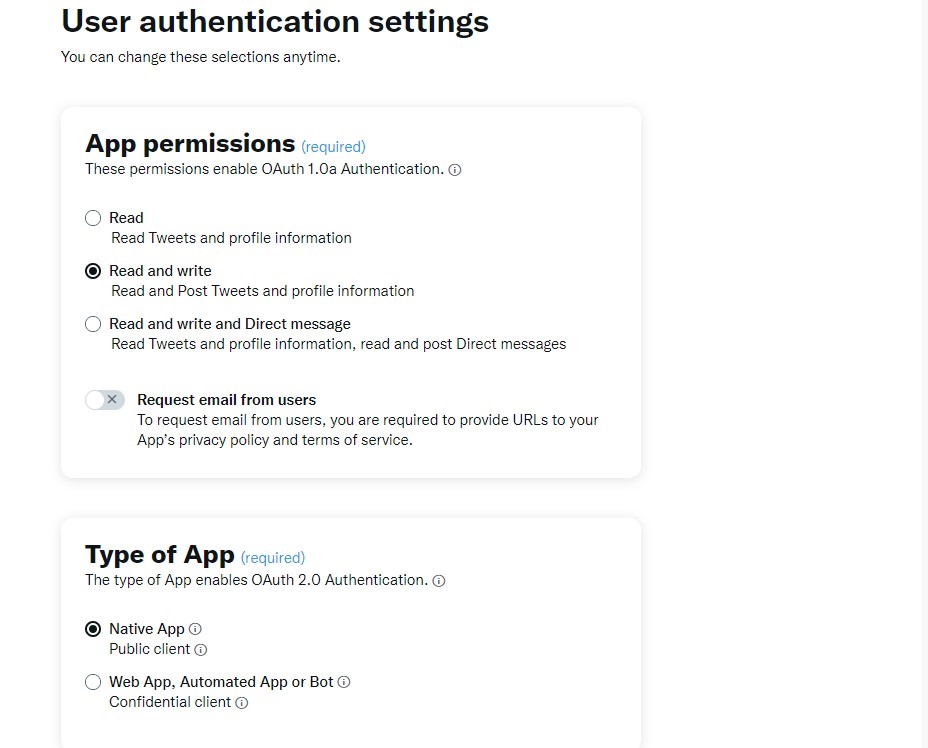 User authentication settings
You can change these selections anytime.
App permissions (required)
These permissions enable OAuth 1.0a Authentication.
Read
Read Tweets and profile information
Read and write
Read and Post Tweets and profile information
Read and write and Direct message
Read Tweets and profile information, read and post Direct messages
Request email from users
To request email from users, you are required to provide URLs to your
App’s privacy policy and terms of service.
Type of App (required)
The type of App enables OAuth 2.0 Authentication.
Native App
Public client
Web App, Automated App or Bot
Confidential client